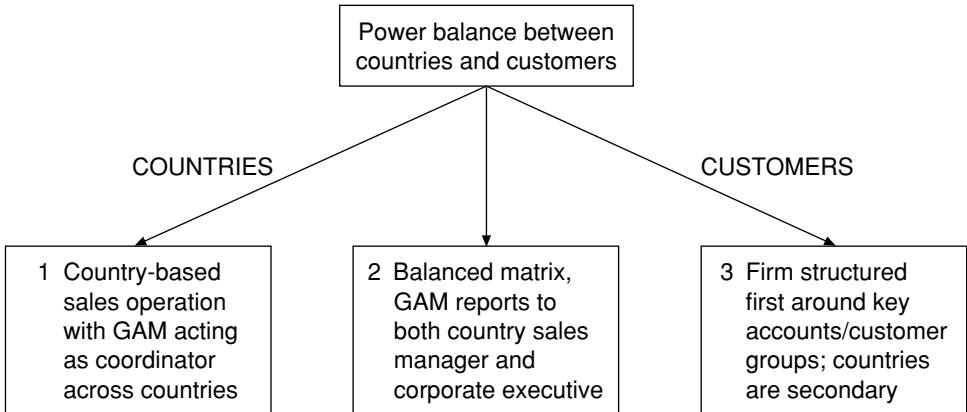 Power balance between
countries and customers
COUNTRIES
CUSTOMERS
1 Country-based
sales operation
with GAM acting
as coordinator
across countries
2 Balanced matrix,
GAM reports to
both country sales
manager and
corporate executive
3 Firm structured
first around key
accounts/customer
groups; countries
are secondary